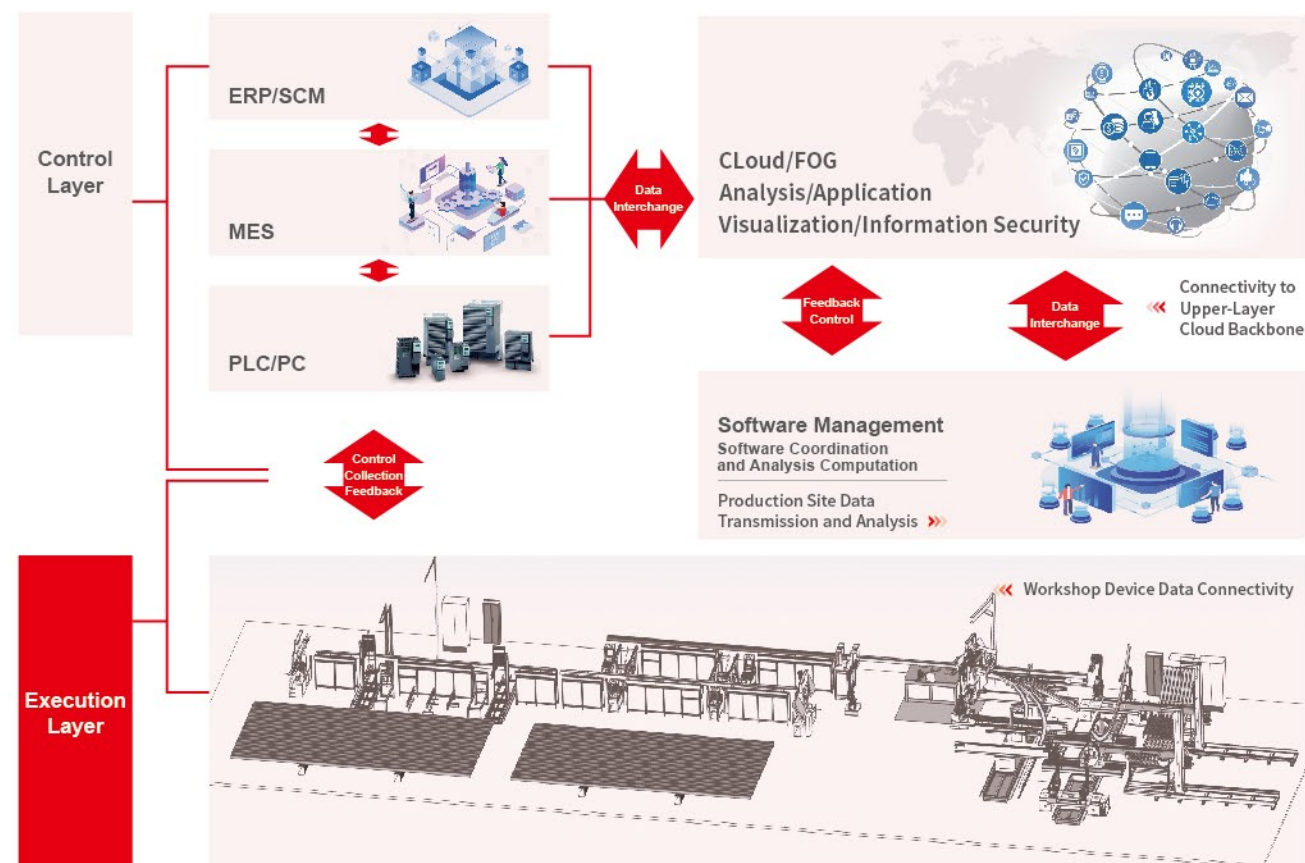 Control
Layer
ERP/SCM
MES
PLC/PC
Data
Interchange
CLoud/FOG
Analysis/Application
Visualization/Information Security
Feedback
Control
Data
Interchange
Connectivity to
Upper-Layer
Cloud Backbone
Control
Collection
Feedback
Software Management
Software Coordination
and Analysis Computation
Production Site Data
Transmission and Analysis
Execution
Layer
Workshop Device Data Connectivity